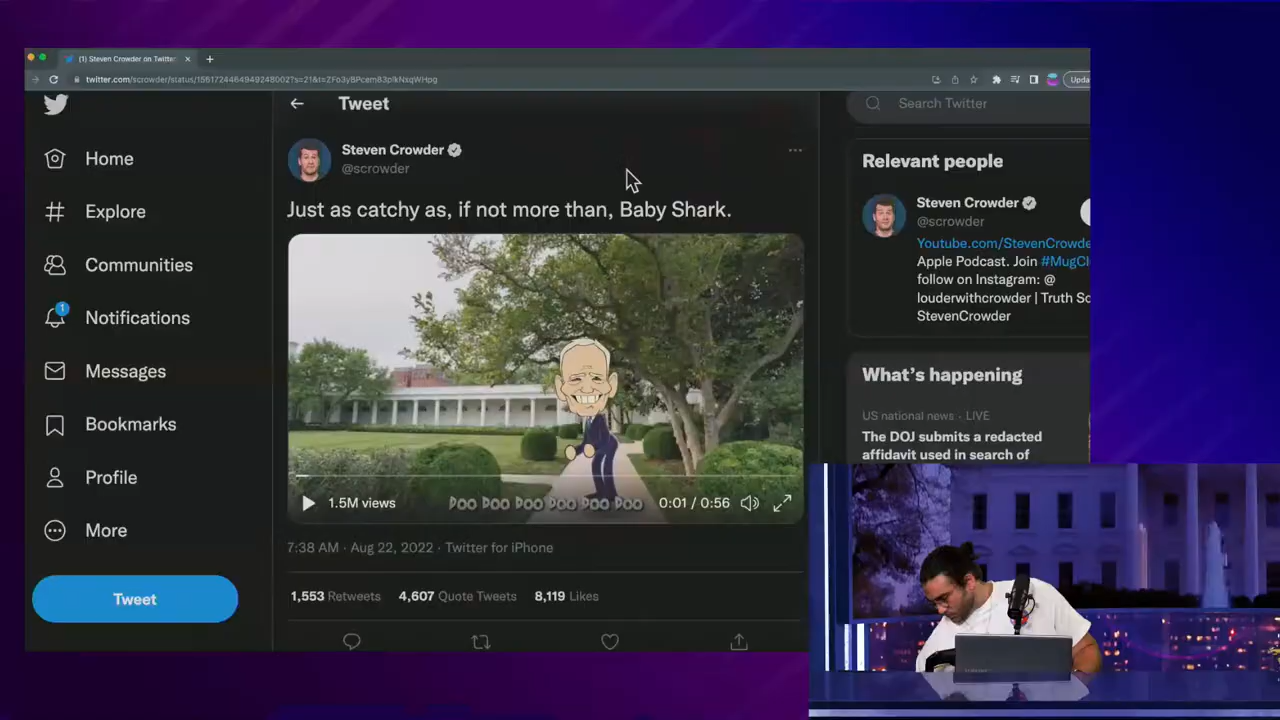 (1) Steven Crowder on Twitter
twitter.com/scrowder/status/
Upda
Tweet
Search Twitter
Home
Explore
Communities
1
Notifications
Messages
Bookmarks
Profile
More
Tweet
Steven Crowder
@scrowder
Just as catchy as, if not more than, Baby Shark.
1.5M views
DOO DOO DOO DOO DOO DOO
0:01 / 0:56
7:38 AM · Aug 22, 2022 · Twitter for iPhone
1,553 Retweets
4,607 Quote Tweets
8,119 Likes
Relevant people
Steven Crowder
@scrowder
Youtube.com/StevenCrowde
Apple Podcast. Join #MugCl
follow on Instagram: @
louderwithcrowder | Truth So
StevenCrowder
What's happening
US national news · LIVE
The DOJ submits a redacted
affidavit used in search of